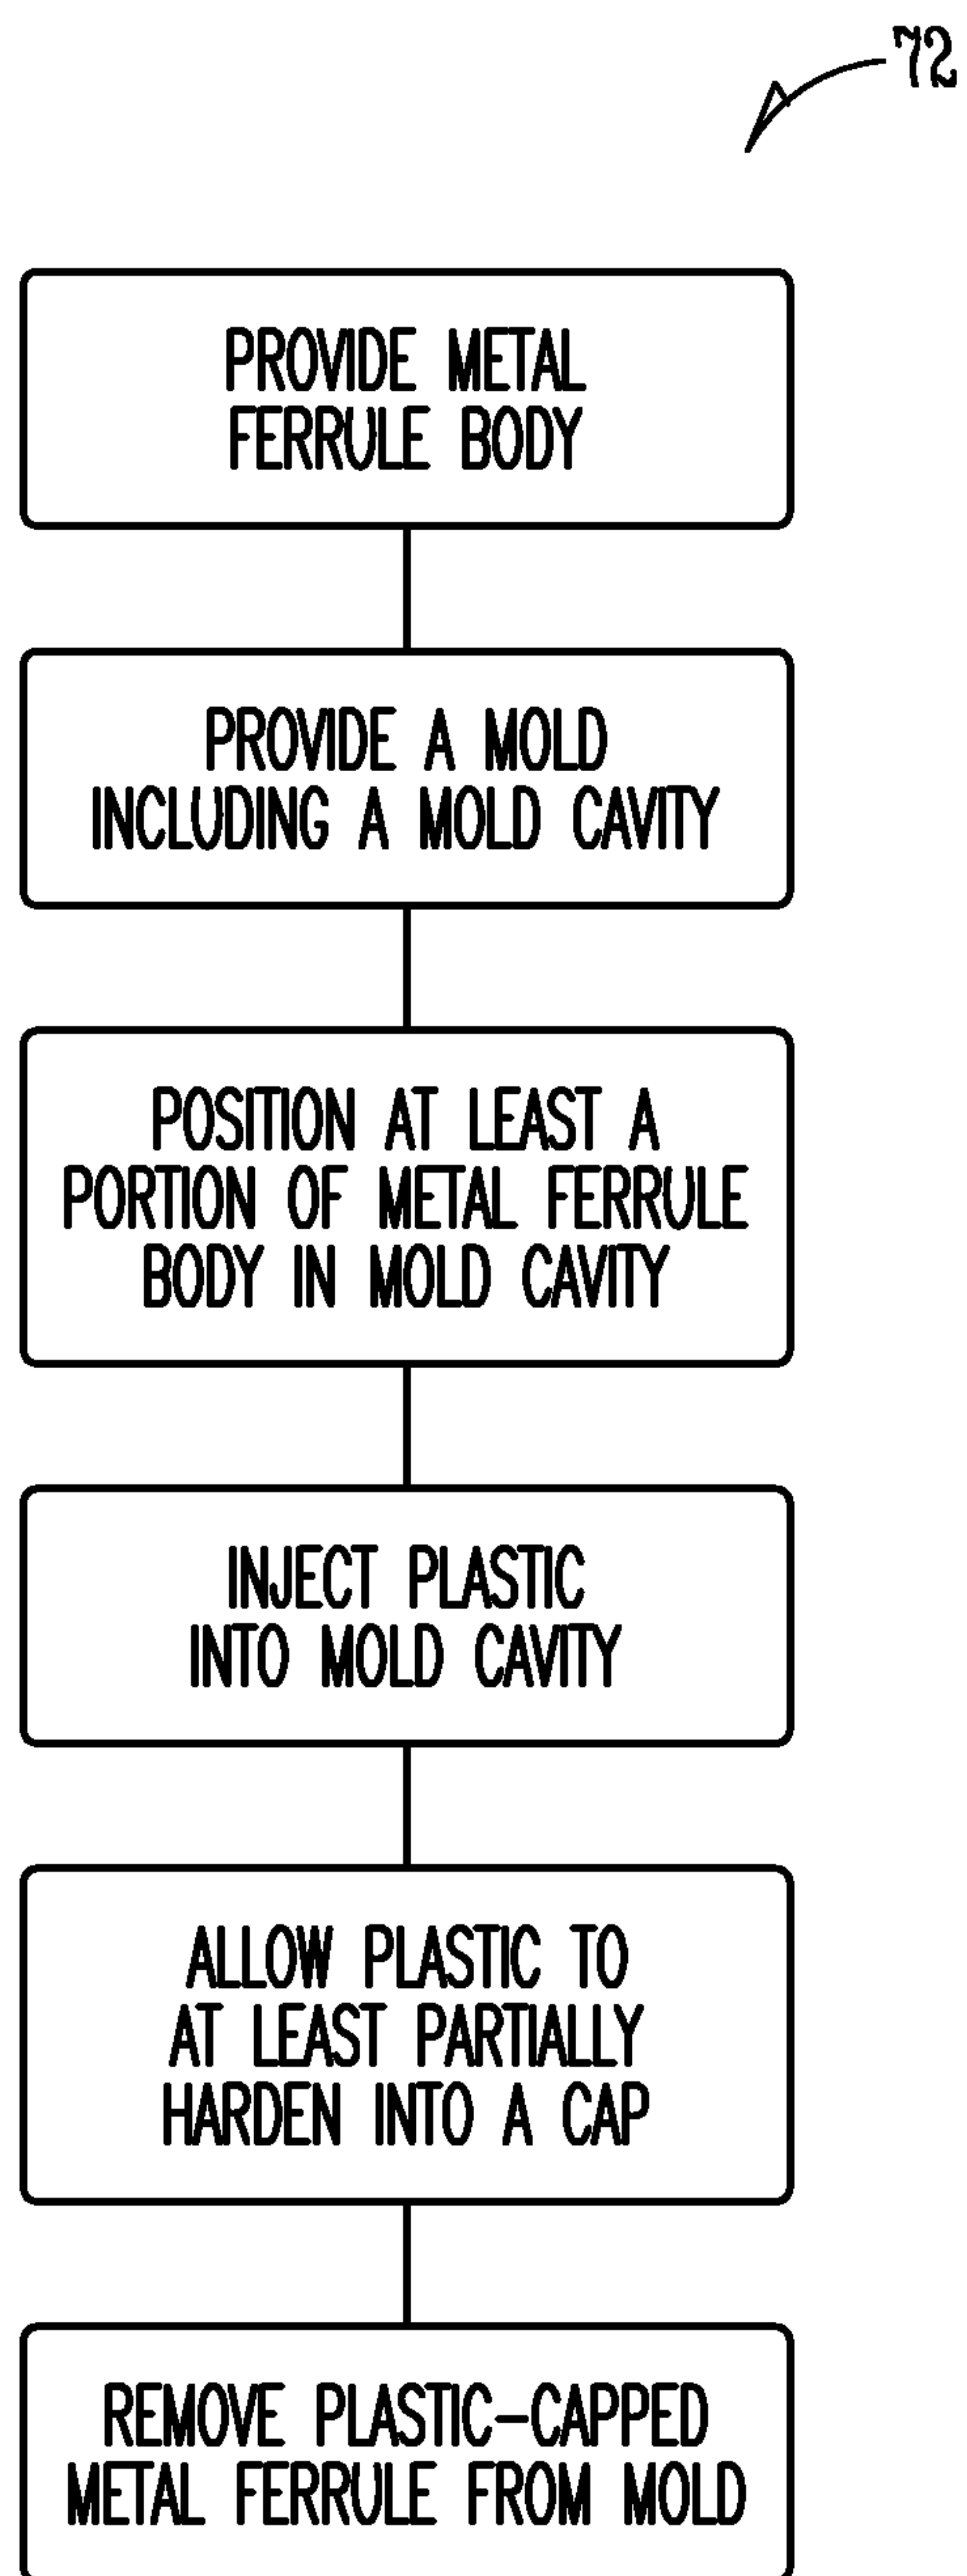 72
PROVIDE METAL
FERRULE BODY
PROVIDE A MOLD
INCLUDING A MOLD CAVITY
POSITION AT LEAST A
PORTION OF METAL FERRULE
BODY IN MOLD CAVITY
INJECT PLASTIC
INTO MOLD CAVITY
ALLOW PLASTIC TO
AT LEAST PARTIALLY
HARDEN INTO A CAP
REMOVE PLASTIC-CAPPED
METAL FERRULE FROM MOLD